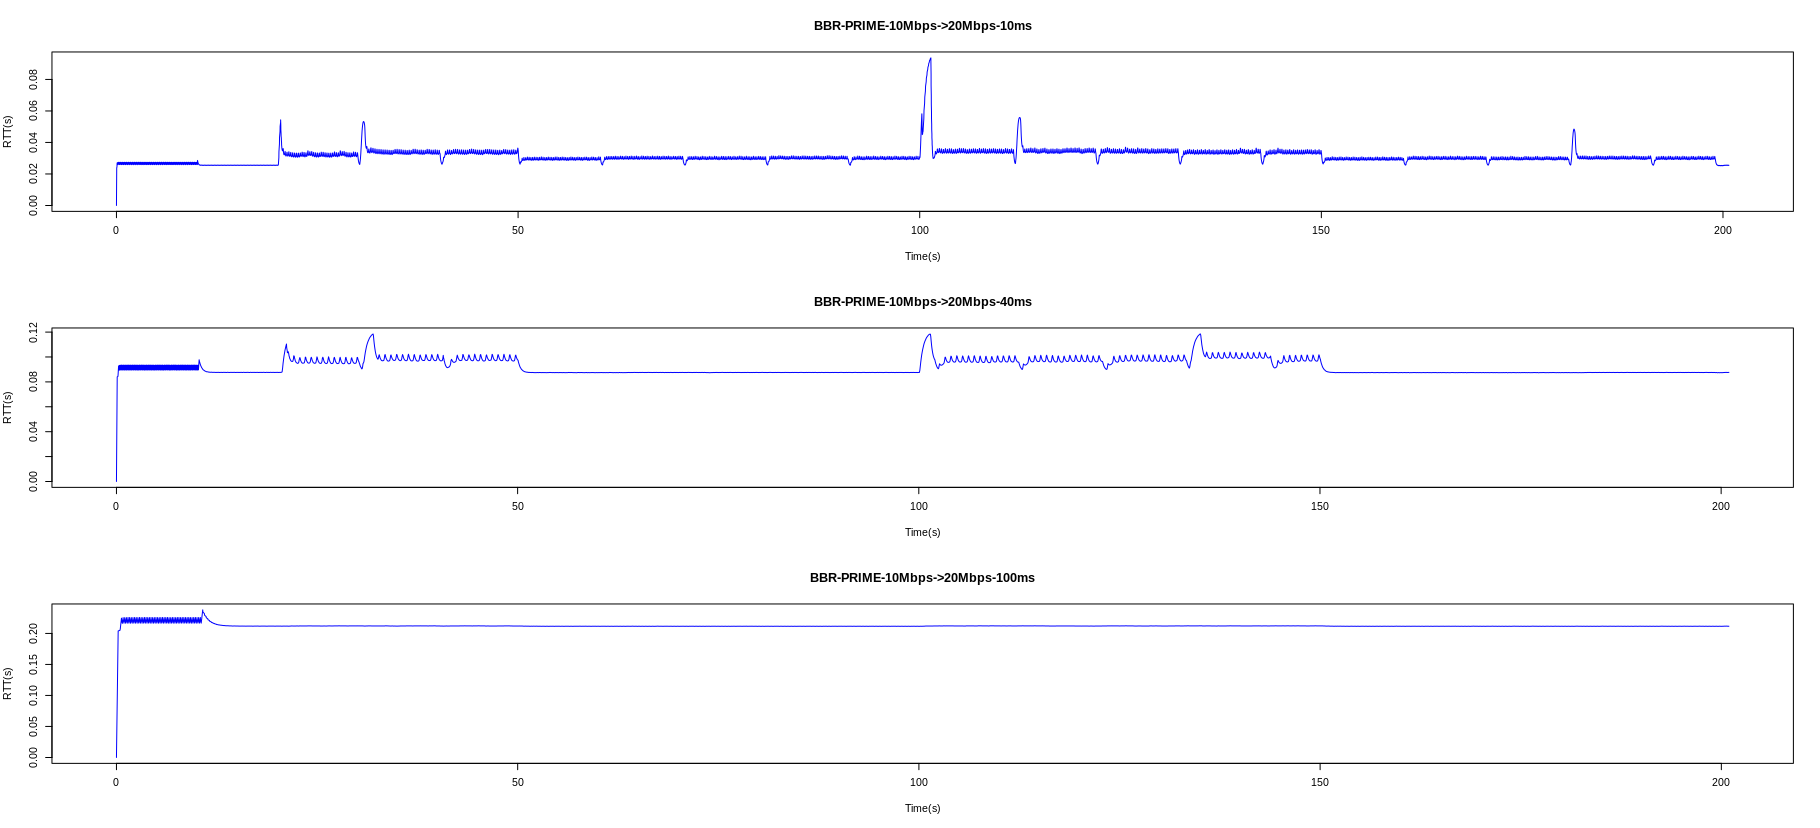 BBR-PRIME-10Mbps->20Mbps-10ms
RTT(s)
0.00 0.02 0.04 0.06 0.08
0 50 100 150 200
Time(s)
BBR-PRIME-10Mbps->20Mbps-40ms
RTT(s)
0.00 0.04 0.08 0.12
0 50 100 150 200
Time(s)
BBR-PRIME-10Mbps->20Mbps-100ms
RTT(s)
0.00 0.05 0.10 0.15 0.20
0 50 100 150 200
Time(s)